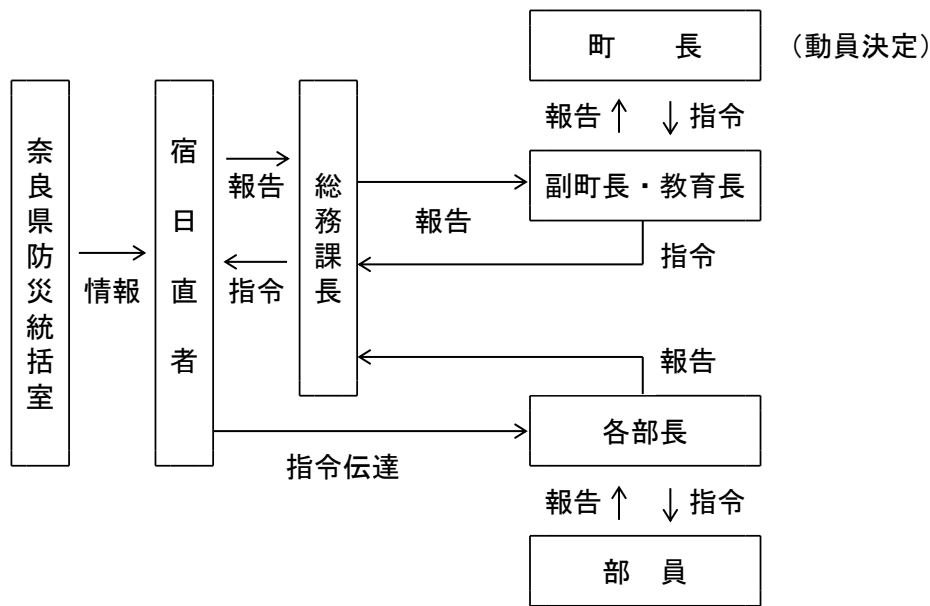 町　　長
（動員決定）
報告
指令
奈良県防災統括室
情報
宿日直者
報告
指令
総務課長
報告
副町長・教育長
指令
報告
各部長
指令伝達
報告
指令
部　員